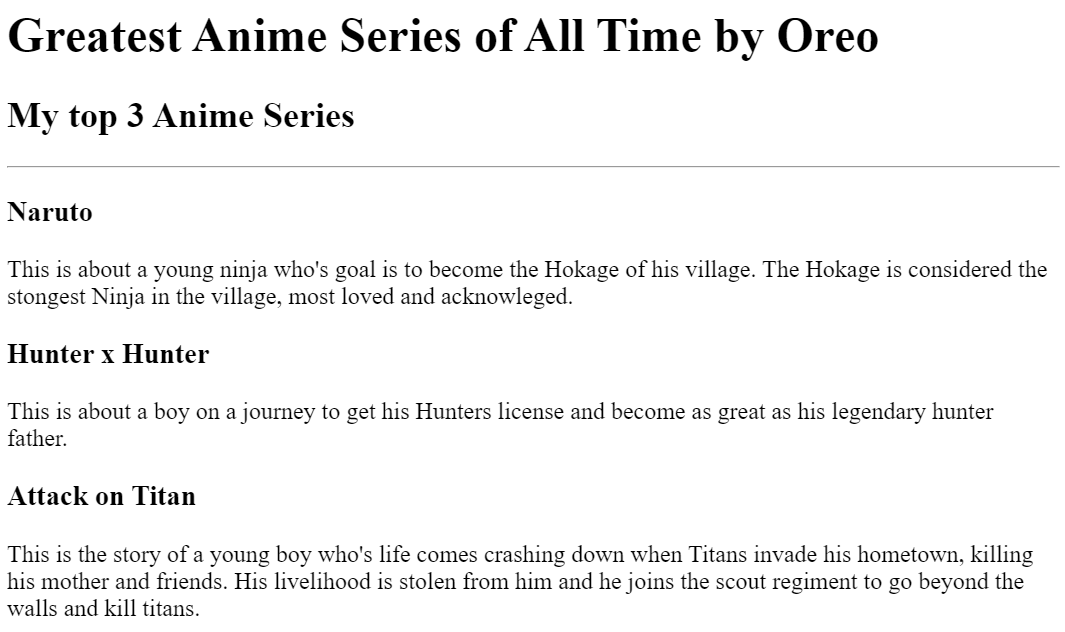 Greatest Anime Series of All Time by Oreo
My top 3 Anime Series
Naruto
This is about a young ninja who's goal is to become the Hokage of his village. The Hokage is considered the
stongest Ninja in the village, most loved and acknowleged.
Hunter x Hunter
This is about a boy on a journey to get his Hunters license and become as great as his legendary hunter
father.
Attack on Titan
This is the story of a young boy who's life comes crashing down when Titans invade his hometown, killing
his mother and friends. His livelihood is stolen from him and he joins the scout regiment to go beyond the
walls and kill titans.